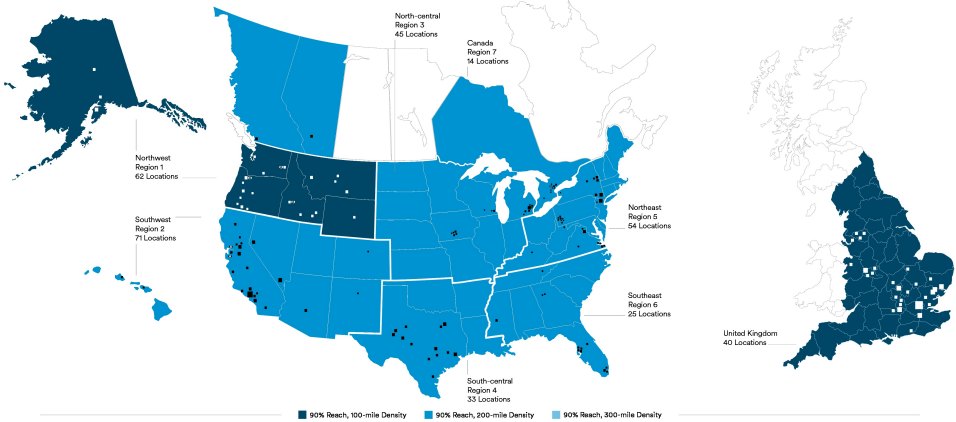 North-central
Region 3
45 Locations
Canada
Region 7
14 Locations
Northwest
Region 1
62 Locations
Southwest
Region 2
71 Locations
Northeast
Region 5
54 Locations
Southeast
Region 6
25 Locations
United Kingdom
40 Locations
South-central
Region 4
33 Locations
90% Reach, 100-mile Density
90% Reach, 200-mile Density
90% Reach, 300-mile Density